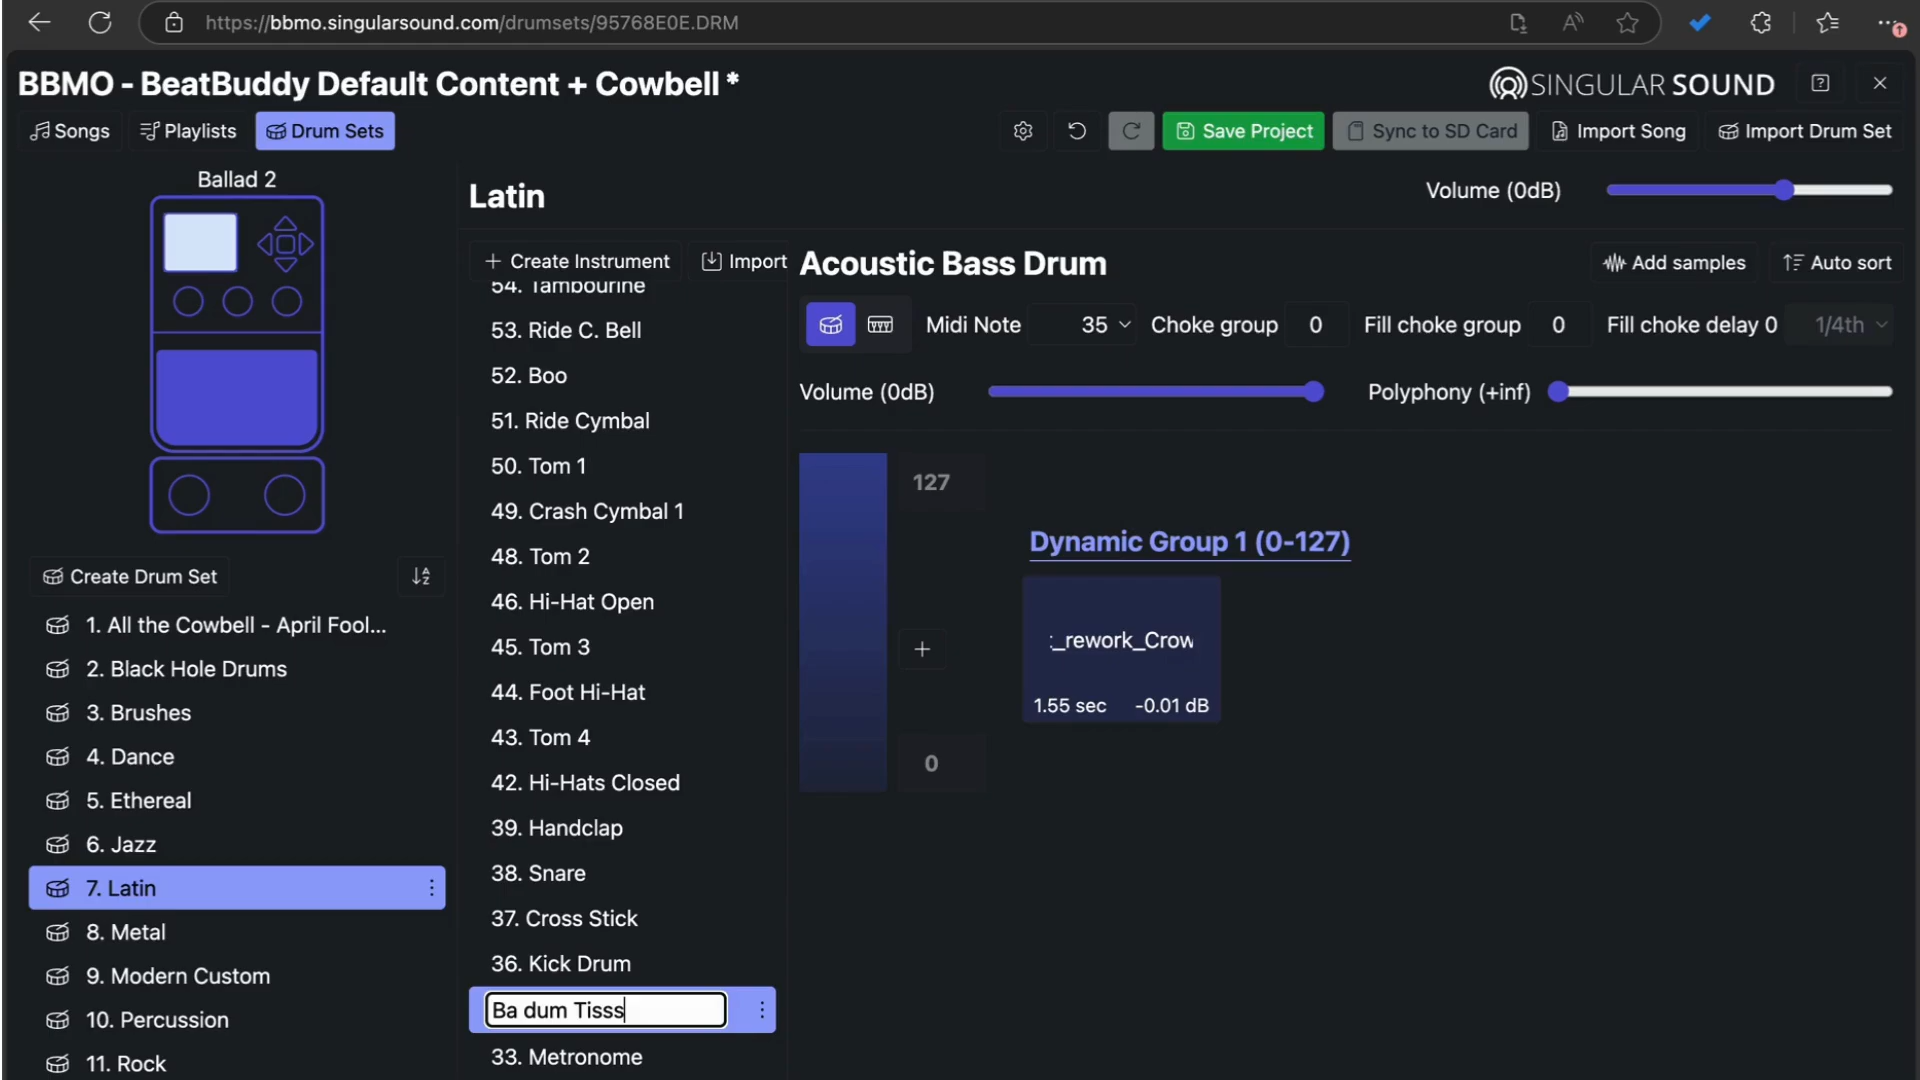 https://bbmo.singularsound.com/drumsets/95768E0E.DRM
BBMO - BeatBuddy Default Content + Cowbell *
SINGULAR SOUND
Songs
Playlists
Drum Sets
Save Project
Sync to SD Card
Import Song
Import Drum Set
Ballad 2
Latin
Volume (0dB)
Create Instrument
Import
Acoustic Bass Drum
Add samples
Auto sort
Midi Note 35
Choke group 0
Fill choke group 0
Fill choke delay 0 1/4th
Volume (0dB)
Polyphony (+inf)
Create Drum Set
1. All the Cowbell - April Fool...
2. Black Hole Drums
3. Brushes
4. Dance
5. Ethereal
6. Jazz
7. Latin
8. Metal
9. Modern Custom
10. Percussion
11. Rock
54. Tambourine
53. Ride C. Bell
52. Boo
51. Ride Cymbal
50. Tom 1
49. Crash Cymbal 1
48. Tom 2
46. Hi-Hat Open
45. Tom 3
44. Foot Hi-Hat
43. Tom 4
42. Hi-Hats Closed
39. Handclap
38. Snare
37. Cross Stick
36. Kick Drum
Ba dum Tisss
33. Metronome
127
0
Dynamic Group 1 (0-127)
:_rework_Crow
1.55 sec -0.01 dB